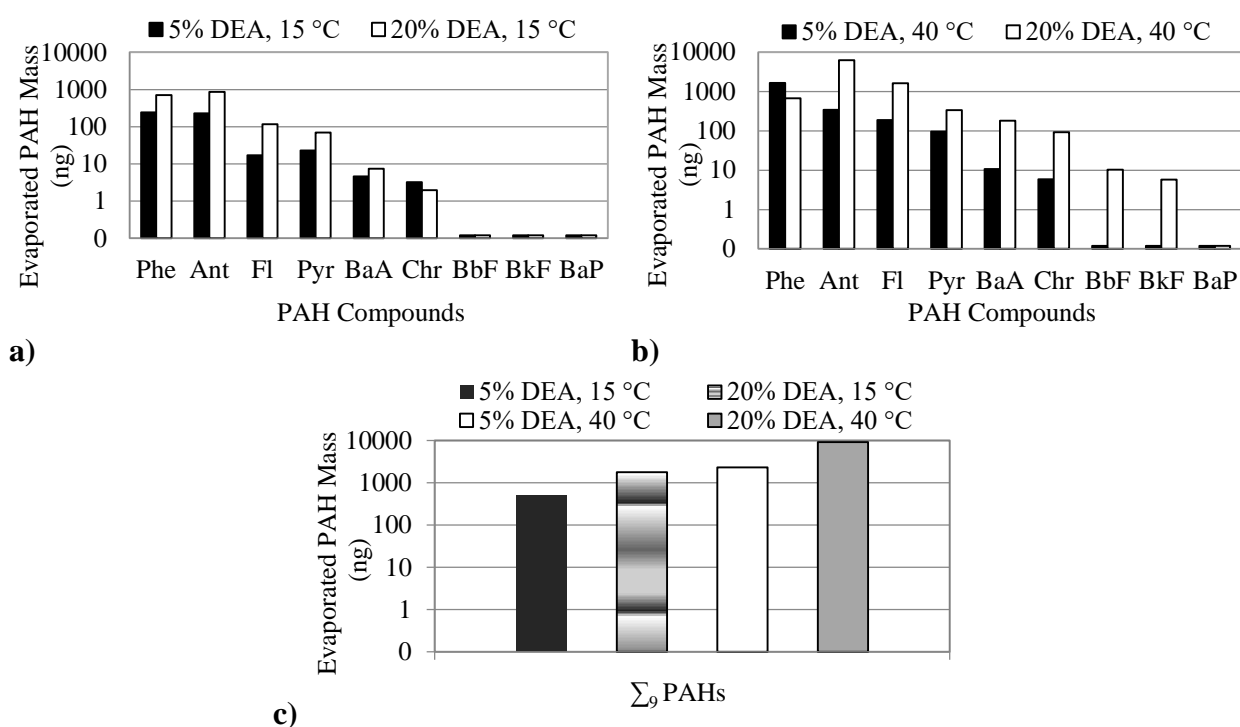 5% DEA, 15 °C 20% DEA, 15 °C
10000
1000
100
10
1
0
Evaporated PAH Mass
(ng)
Phe Ant Fl Pyr BaA Chr BbF BkF BaP
PAH Compounds
a)
5% DEA, 40 °C 20% DEA, 40 °C
10000
1000
100
10
1
0
Evaporated PAH Mass
(ng)
Phe Ant Fl Pyr BaA Chr BbF BkF BaP
PAH Compounds
b)
5% DEA, 15 °C 20% DEA, 15 °C
5% DEA, 40 °C 20% DEA, 40 °C
10000
1000
100
10
1
0
Evaporated PAH Mass
(ng)
∑9 PAHs
c)